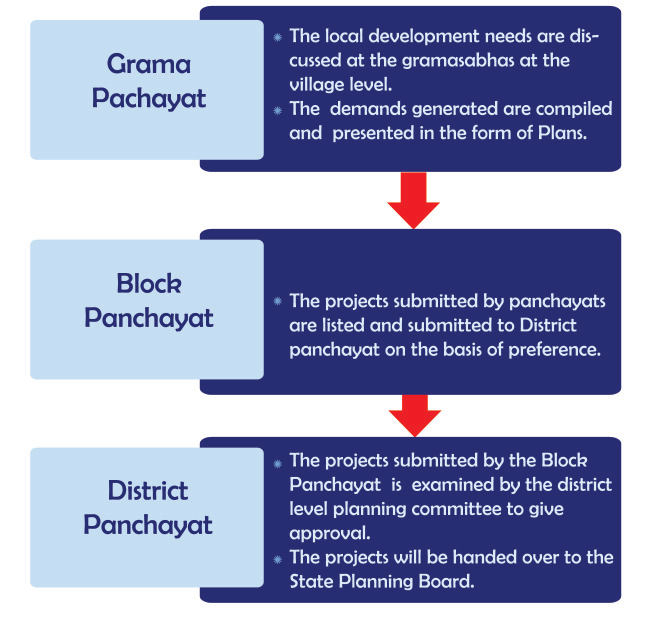 Grama
Pachayat
The local development needs are dis-
cussed at the gramasabhas at the
village level.
The demands generated are compiled
and presented in the form of Plans.
Block
Panchayat
The projects submitted by panchayats
are listed and submitted to District
panchayat on the basis of preference.
District
Panchayat
The projects submitted by the Block
Panchayat is examined by the district
level planning committee to give
approval.
The projects will be handed over to the
State Planning Board.